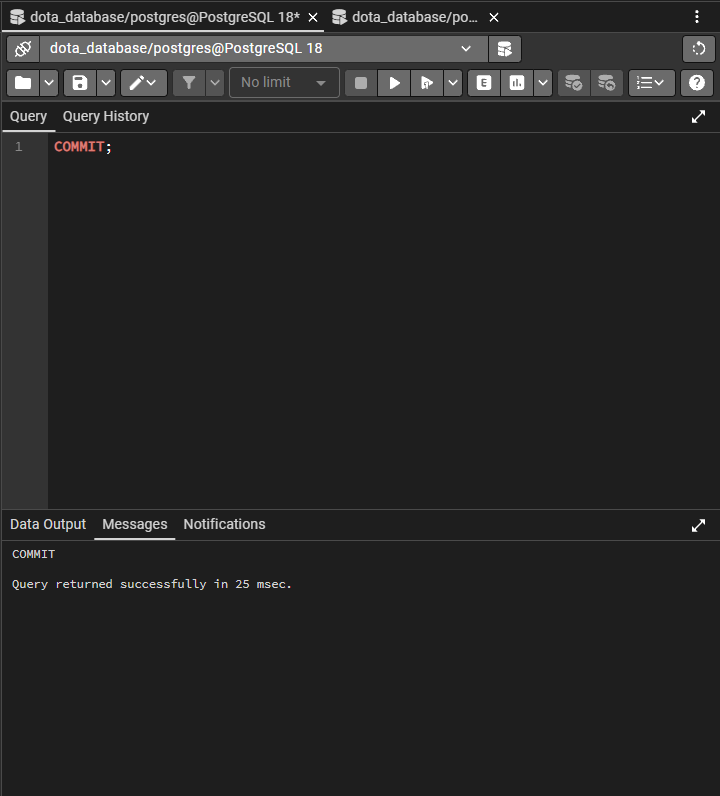 dota_database/postgres@PostgreSQL 18*
dota_database/po...
dota_database/postgres@PostgreSQL 18
No limit
E
Query
Query History
1
COMMIT;
Data Output
Messages
Notifications
COMMIT
Query returned successfully in 25 msec.